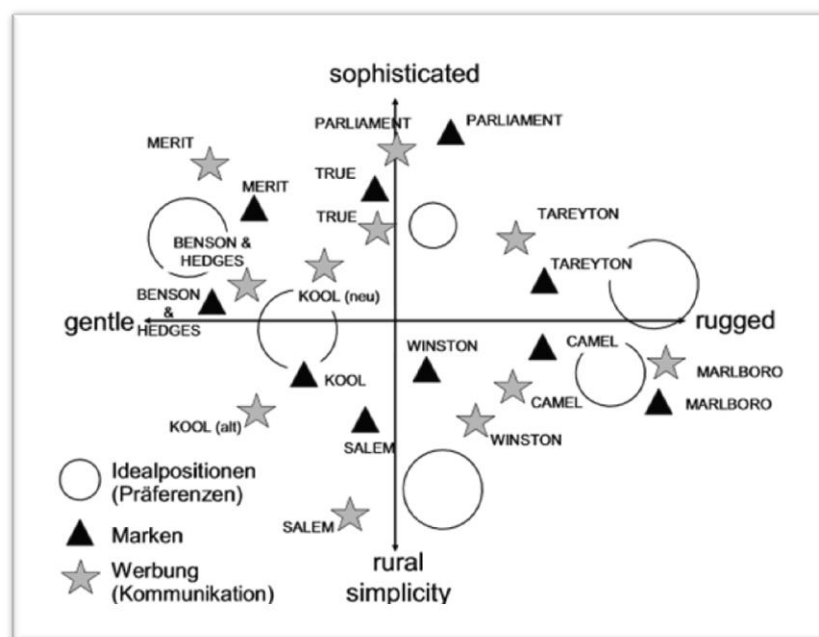 sophisticated
PARLIAMENT
PARLIAMENT
MERIT
MERIT
TRUE
TRUE
TAREYTON
BENSON &
HEDGES
TAREYTON
BENSON
&
HEDGES
KOOL (neu)
gentle
rugged
WINSTON
CAMEL
KOOL
MARLBORO
CAMEL
MARLBORO
KOOL (alt)
SALEM
WINSTON
Idealpositionen
(Präferenzen)
SALEM
Marken
rural
simplicity
Werbung
(Kommunikation)